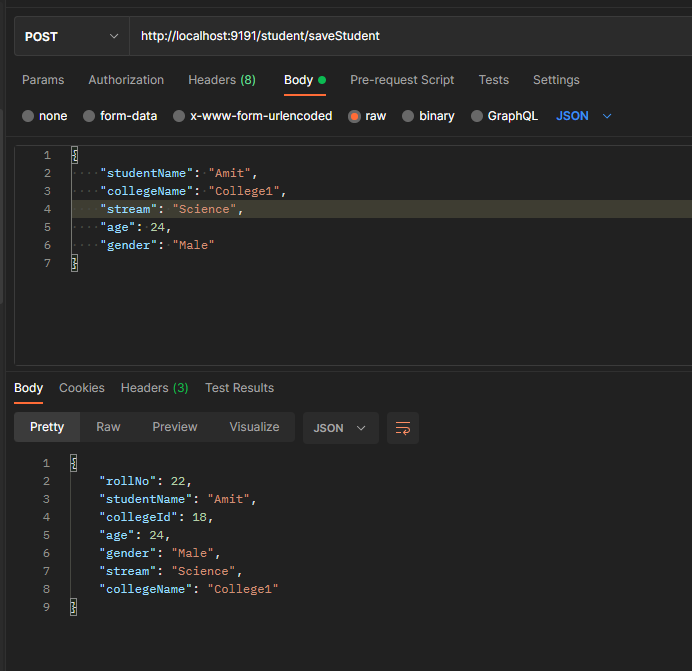 POST http://localhost:9191/student/saveStudent
Params Authorization Headers (8) Body Pre-request Script Tests Settings
none form-data x-www-form-urlencoded raw binary GraphQL JSON
1 {
2 "studentName": "Amit",
3 "collegeName": "College1",
4 "stream": "Science",
5 "age": 24,
6 "gender": "Male"
7 }
Body Cookies Headers (3) Test Results
Pretty Raw Preview Visualize JSON
1 {
2 "rollNo": 22,
3 "studentName": "Amit",
4 "collegeId": 18,
5 "age": 24,
6 "gender": "Male",
7 "stream": "Science",
8 "collegeName": "College1"
9 }